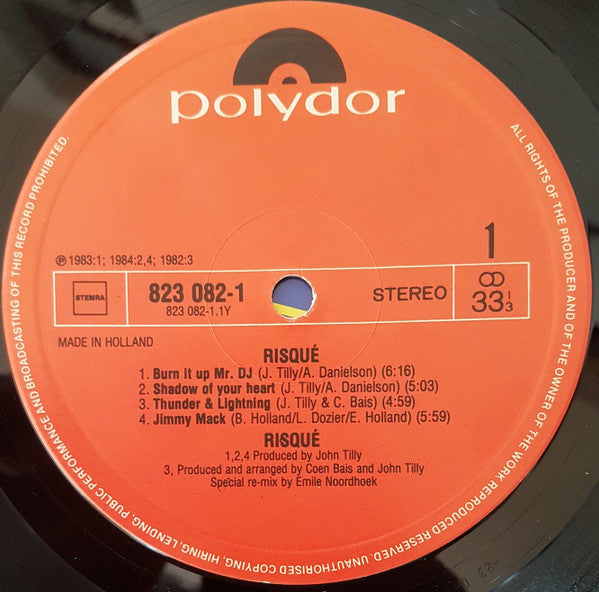 polydor
ALL RIGHTS OF THE PRODUCER AND OF THE OWNER OF THE WORK REPRODUCED RESERVED. UNAUTHORISED COPYING, HIRING, LENDING, PUBLIC PERFORMANCE AND BROADCASTING OF THIS RECORD PROHIBITED.
1
℗ 1983:1; 1984:2,4; 1982:3
STEMRA
823 082-1
823 082-1.1Y
STEREO
33 1/3
MADE IN HOLLAND
RISQUÉ
1. Burn it up Mr. DJ (J. Tilly/A. Danielson) (6:16)
2. Shadow of your heart (J. Tilly/A. Danielson) (5:03)
3. Thunder & Lightning (J. Tilly & C. Bais) (4:59)
4. Jimmy Mack (B. Holland/L. Dozier/E. Holland) (5:59)
RISQUÉ
1,2,4 Produced by John Tilly
3, Produced and arranged by Coen Bais and John Tilly
Special re-mix by Emile Noordhoek